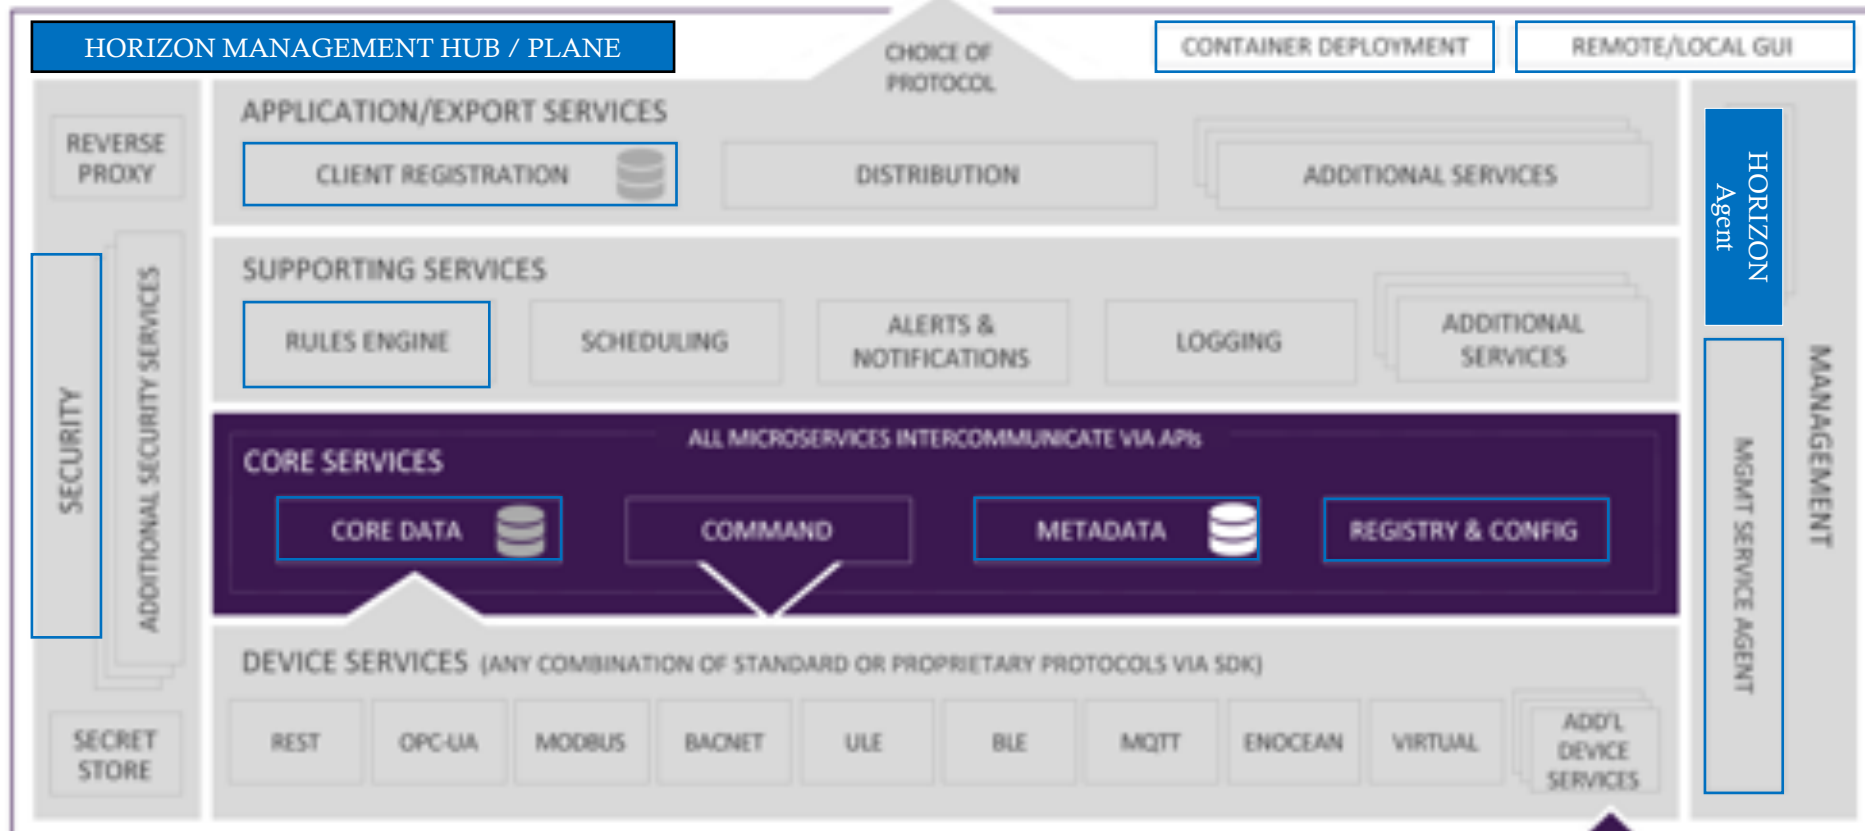 HORIZON MANAGEMENT HUB / PLANE
CHOICE OF
PROTOCOL
CONTAINER DEPLOYMENT
REMOTE/LOCAL GUI
REVERSE
PROXY
SECURITY
ADDITIONAL SECURITY SERVICES
SECRET
STORE
APPLICATION/EXPORT SERVICES
CLIENT REGISTRATION
DISTRIBUTION
ADDITIONAL SERVICES
SUPPORTING SERVICES
RULES ENGINE
SCHEDULING
ALERTS &
NOTIFICATIONS
LOGGING
ADDITIONAL
SERVICES
ALL MICROSERVICES INTERCOMMUNICATE VIA APIs
CORE SERVICES
CORE DATA
COMMAND
METADATA
REGISTRY & CONFIG
DEVICE SERVICES (ANY COMBINATION OF STANDARD OR PROPRIETARY PROTOCOLS VIA SDK)
REST
OPC-UA
MODBUS
BACNET
ULE
BLE
MQTT
ENOCEAN
VIRTUAL
ADD'L
DEVICE
SERVICES
HORIZON
Agent
MGMT SERVICE AGENT
MANAGEMENT